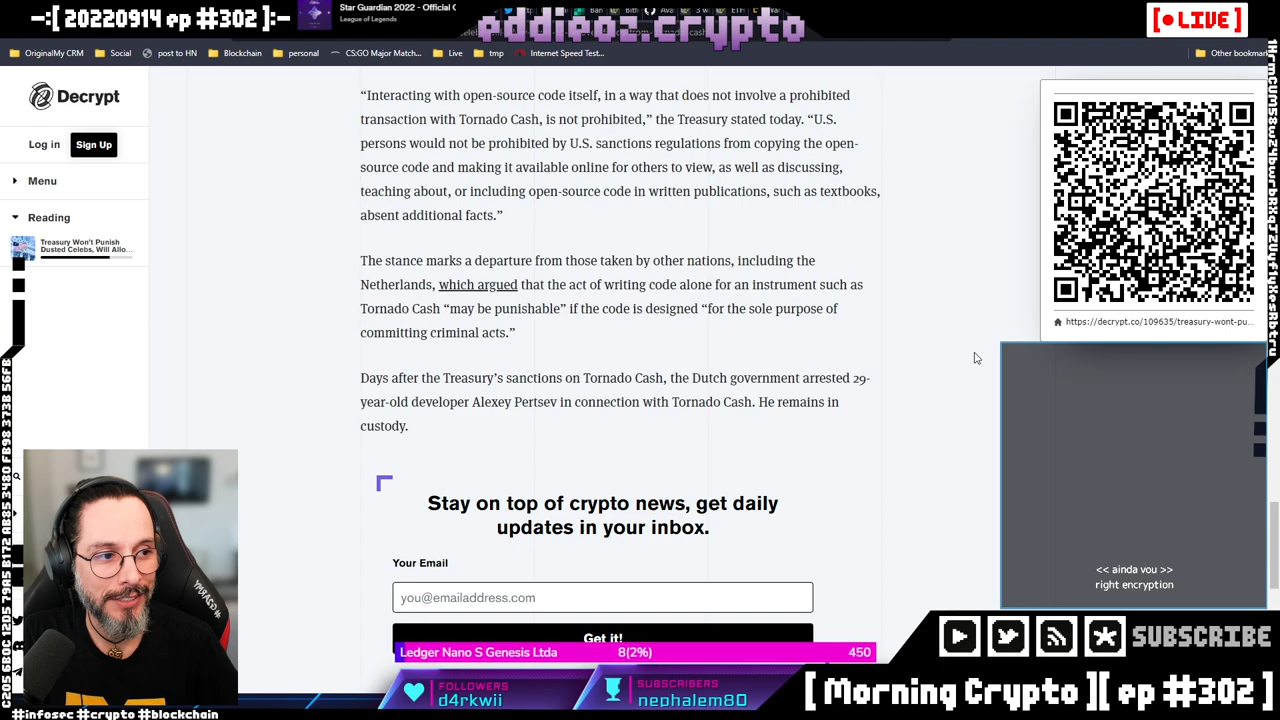 -:[ 20220914 ep #302 ]:-
Star Guardian 2022 - Official
League of Legends
eddieoz.crypto
[ ● LIVE ]
OriginalMy CRM
Social
post to HN
Blockchain
personal
CS:GO Major Match...
Live
tmp
Internet Speed Test...
Other bookmar
Decrypt
Log in
Sign Up
Menu
Reading
Treasury Won't Punish
Dusted Celebs, Will Allo...
“Interacting with open-source code itself, in a way that does not involve a prohibited
transaction with Tornado Cash, is not prohibited,” the Treasury stated today. “U.S.
persons would not be prohibited by U.S. sanctions regulations from copying the open-
source code and making it available online for others to view, as well as discussing,
teaching about, or including open-source code in written publications, such as textbooks,
absent additional facts.”
The stance marks a departure from those taken by other nations, including the
Netherlands, which argued that the act of writing code alone for an instrument such as
Tornado Cash “may be punishable” if the code is designed “for the sole purpose of
committing criminal acts.”
Days after the Treasury’s sanctions on Tornado Cash, the Dutch government arrested 29-
year-old developer Alexey Pertsev in connection with Tornado Cash. He remains in
custody.
Stay on top of crypto news, get daily
updates in your inbox.
Your Email
you@emailaddress.com
Get it!
https://decrypt.co/109635/treasury-wont-pu...
<< ainda vou >>
right encryption
Ledger Nano S Genesis Ltda 8(2%) 450
FOLLOWERS
d4rkwii
SUBSCRIBERS
nephalem80
SUBSCRIBE
[ Morning Crypto ][ ep #302 ]
#infosec #crypto #blockchain